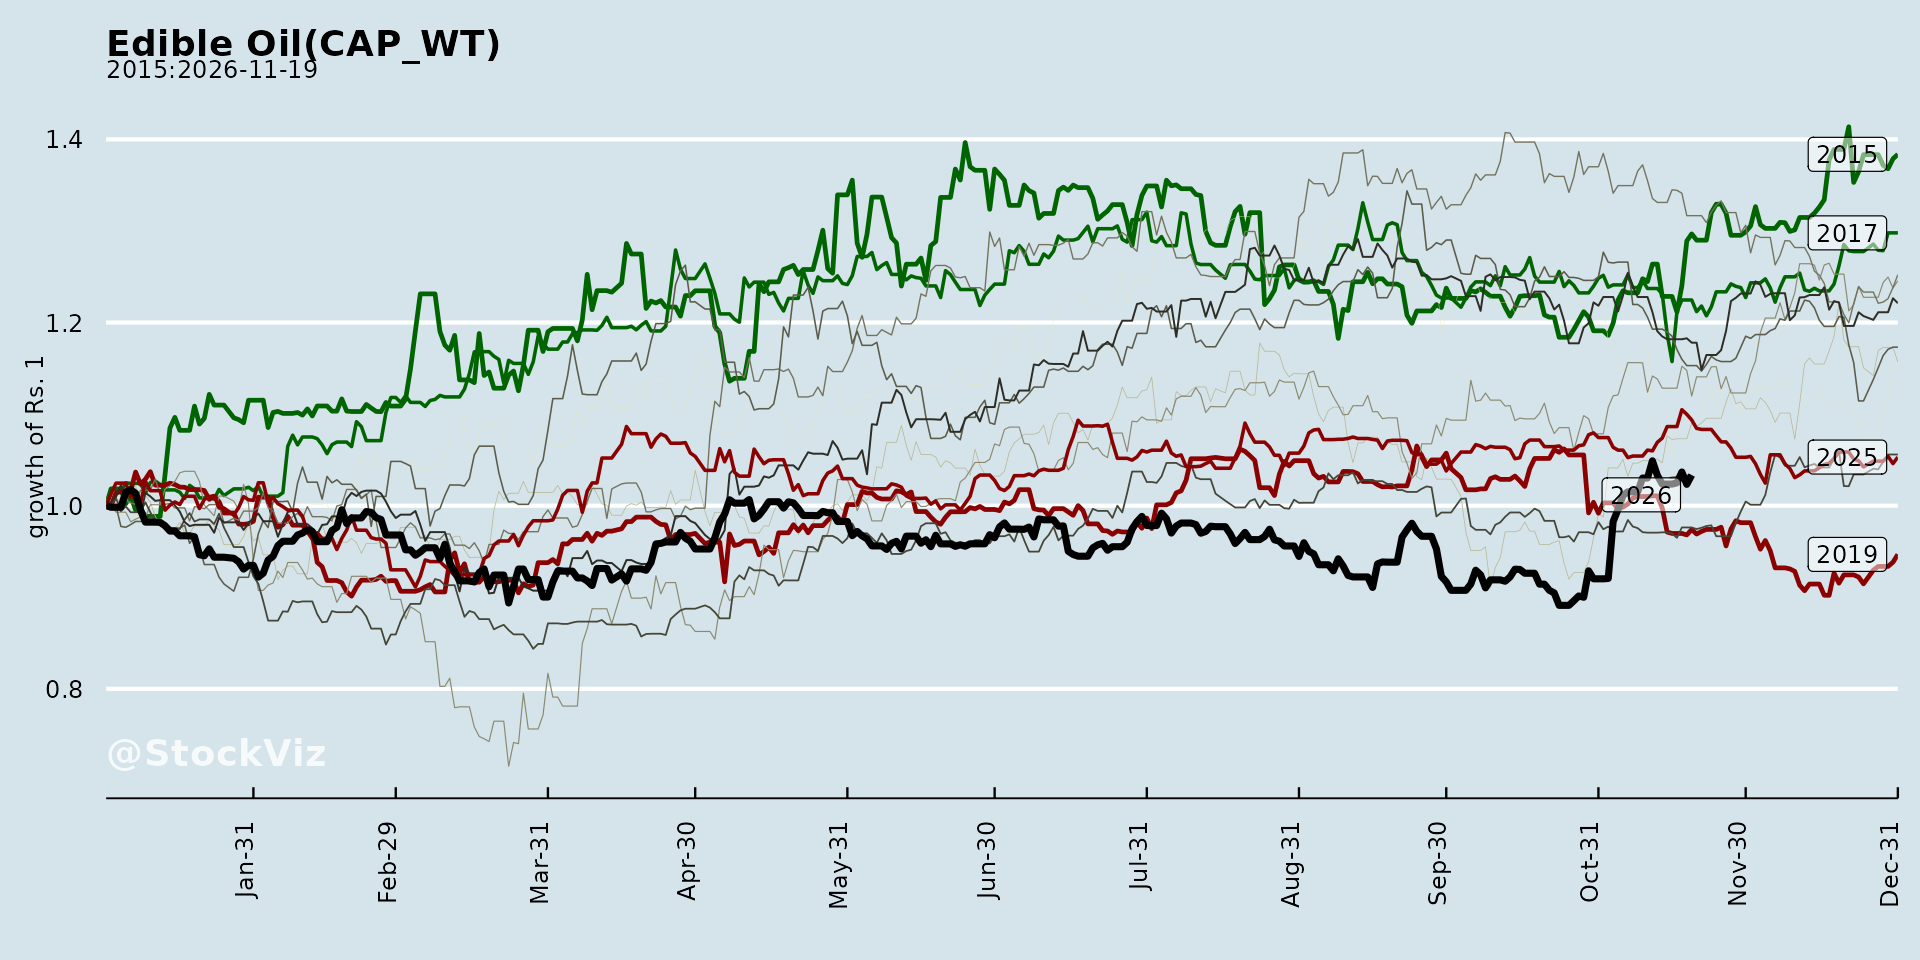 Edible Oil(CAP_WT)
2015:2026-11-19
growth of Rs. 1
1.4
1.2
1.0
0.8
2015
2017
2025
2026
2019
@StockViz
Jan-31
Feb-29
Mar-31
Apr-30
May-31
Jun-30
Jul-31
Aug-31
Sep-30
Oct-31
Nov-30
Dec-31